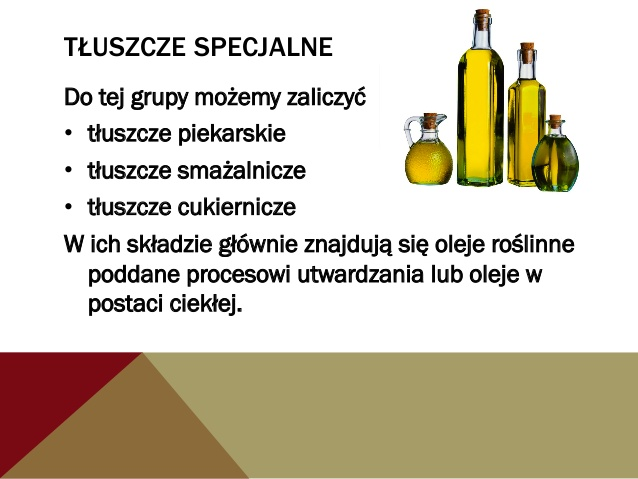 TŁUSZCZE SPECJALNE
Do tej grupy możemy zaliczyć
• tłuszcze piekarskie
• tłuszcze smażalnicze
• tłuszcze cukiernicze
W ich składzie głównie znajdują się oleje roślinne
poddane procesowi utwardzania lub oleje w
postaci ciekłej.